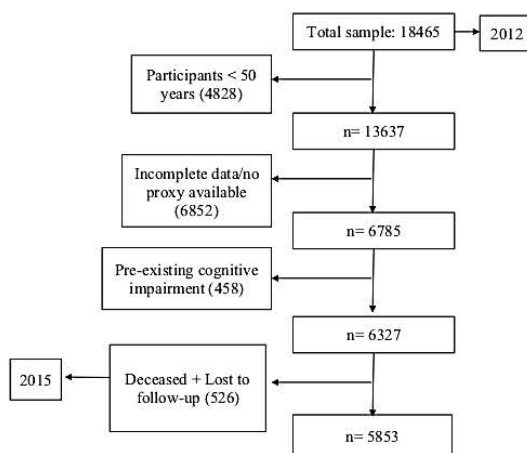 Total sample: 18465
2012
Participants < 50
years (4828)
n= 13637
Incomplete data/no
proxy available
(6852)
n= 6785
Pre-existing cognitive
impairment (458)
n= 6327
2015
Deceased + Lost to
follow-up (526)
n= 5853